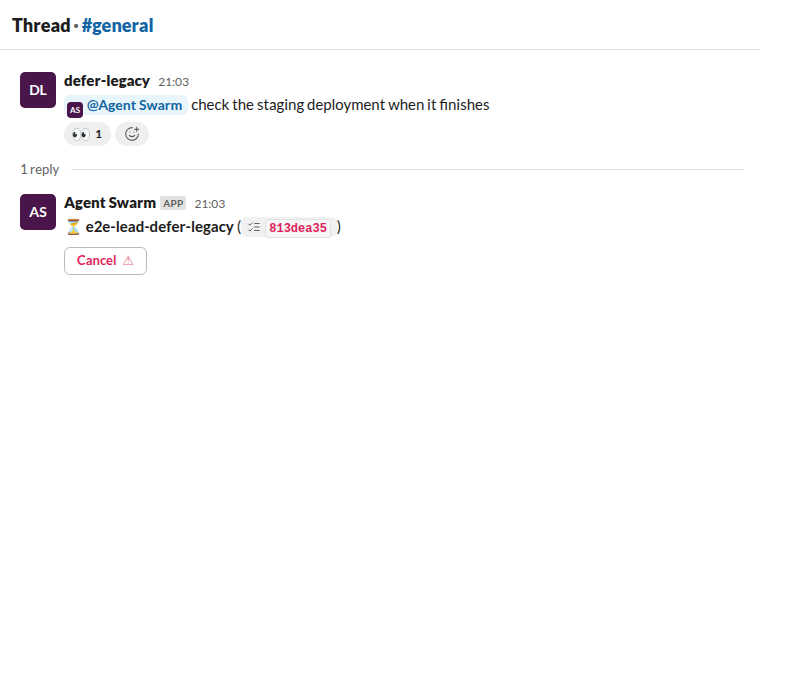 Thread • #general
DL
defer-legacy 21:03
AS @Agent Swarm check the staging deployment when it finishes
👀 1
1 reply
AS
Agent Swarm APP 21:03
⏳ e2e-lead-defer-legacy ( 813dea35 )
Cancel ⚠